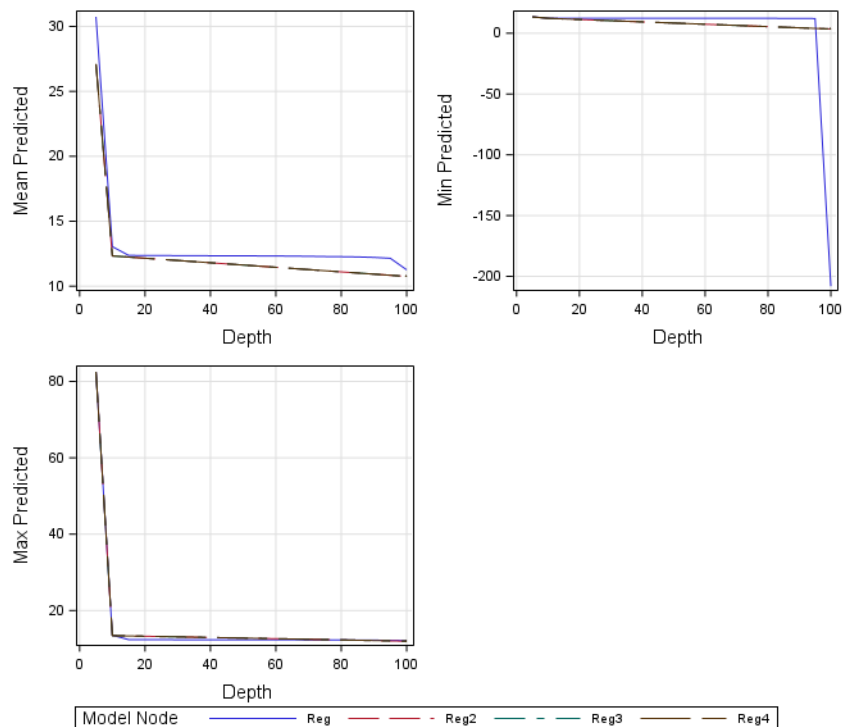 30
25
20
15
10
Mean Predicted
0 20 40 60 80 100
Depth
0
-50
-100
-150
-200
Min Predicted
0 20 40 60 80 100
Depth
80
60
40
20
Max Predicted
0 20 40 60 80 100
Depth
Model Node Reg Reg2 Reg3 Reg4